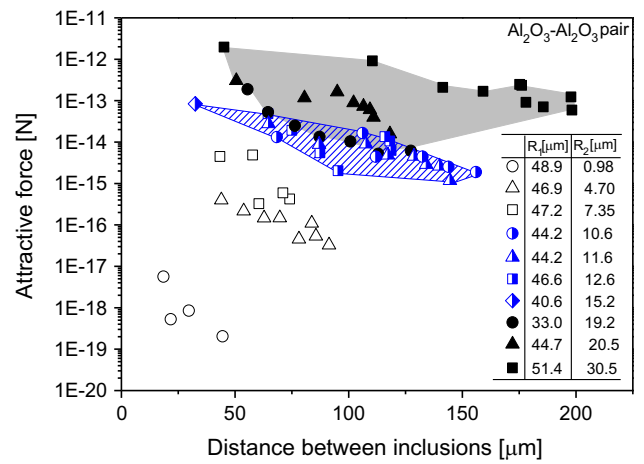 Al₂O₃-Al₂O₃ pair
Attractive force [N]
1E-11
1E-12
1E-13
1E-14
1E-15
1E-16
1E-17
1E-18
1E-19
1E-20
R₁[μm] R₂[μm]
48.9 0.98
46.9 4.70
47.2 7.35
44.2 10.6
44.2 11.6
46.6 12.6
40.6 15.2
33.0 19.2
44.7 20.5
51.4 30.5
0 50 100 150 200
Distance between inclusions [μm]